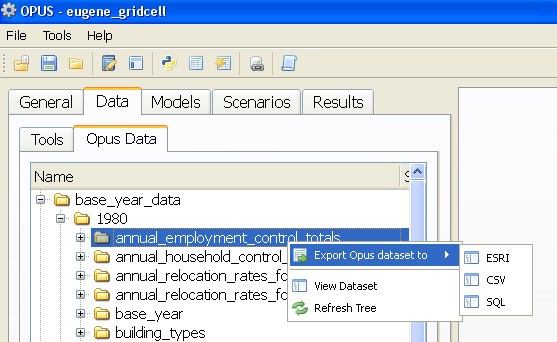 OPUS - eugene_gridcell
File Tools Help
General Data Models Scenarios Results
Tools Opus Data
Name S
base_year_data
1980
annual_employment_control_totals
annual_household_control_
annual_relocation_rates_fo
annual_relocation_rates_fo
base_year
building_types
Export Opus dataset to
View Dataset
Refresh Tree
ESRI
CSV
SQL